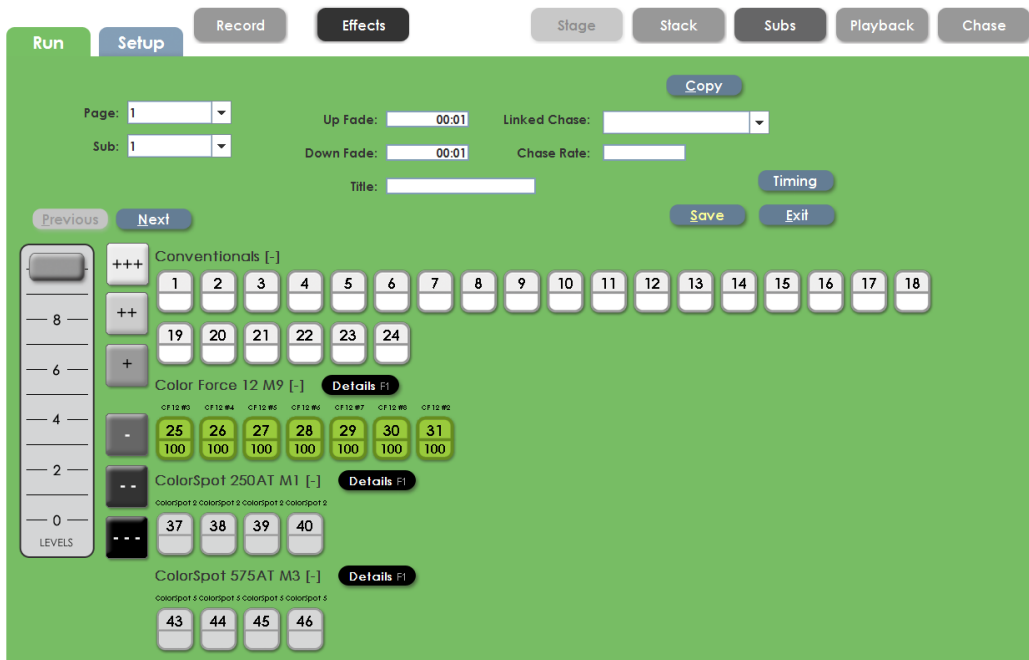 Record Effects Stage Stack Subs Playback Chase
Run Setup
Copy
Page: 1 Up Fade: 00:01 Linked Chase:
Sub: 1 Down Fade: 00:01 Chase Rate:
Title: Timing
Previous Next Save Exit
+++ Conventionals [-]
1 2 3 4 5 6 7 8 9 10 11 12 13 14 15 16 17 18
8 ++
19 20 21 22 23 24
6 +
Color Force 12 M9 [-] Details F1
CF 12 #3 CF 12 #4 CF 12 #5 CF 12 #6 CF 12 #7 CF 12 #8 CF 12 #2
4 - 25 26 27 28 29 30 31
100 100 100 100 100 100 100
2 -- ColorSpot 250AT M1 [-] Details F1
ColorSpot 2 ColorSpot 2 ColorSpot 2 ColorSpot 2
0 --- 37 38 39 40
LEVELS
ColorSpot 575AT M3 [-] Details F1
ColorSpot 5 ColorSpot 5 ColorSpot 5 ColorSpot 5
43 44 45 46